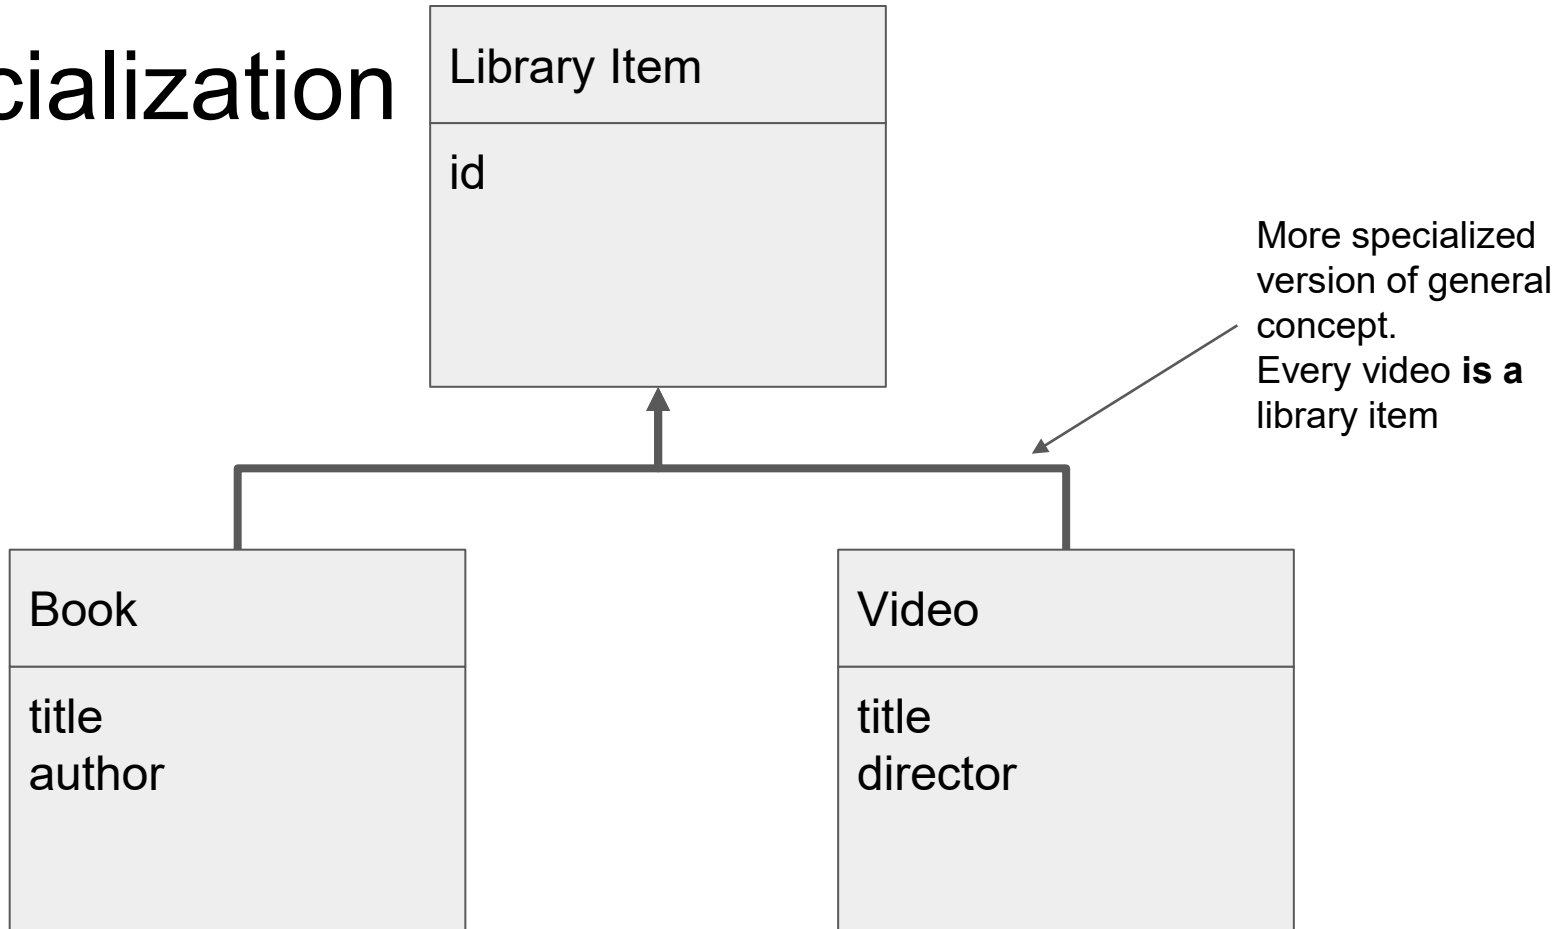 cialization
Library Item
id
More specialized
version of general
concept.
Every video is a
library item
Book
title
author
Video
title
director